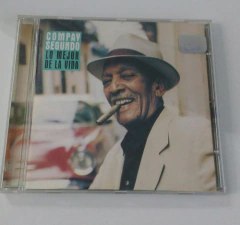 COMPAY
SEGUNDO
LO MEJOR
DE LA VIDA